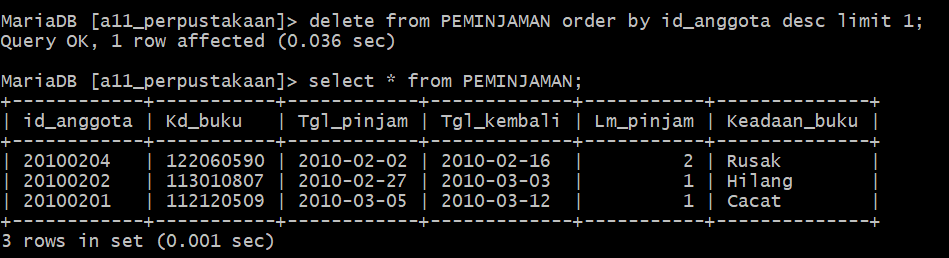 MariaDB [a11_perpustakaan]> delete from PEMINJAMAN order by id_anggota desc limit 1;
Query OK, 1 row affected (0.036 sec)
MariaDB [a11_perpustakaan]> select * from PEMINJAMAN;
+------------+-----------+------------+-------------+-----------+--------------+
| id_anggota | Kd_buku   | Tgl_pinjam | Tgl_kembali | Lm_pinjam | Keadaan_buku |
+------------+-----------+------------+-------------+-----------+--------------+
| 20100204   | 122060590 | 2010-02-02 | 2010-02-16  |         2 | Rusak        |
| 20100202   | 113010807 | 2010-02-27 | 2010-03-03  |         1 | Hilang       |
| 20100201   | 112120509 | 2010-03-05 | 2010-03-12  |         1 | Cacat        |
+------------+-----------+------------+-------------+-----------+--------------+
3 rows in set (0.001 sec)